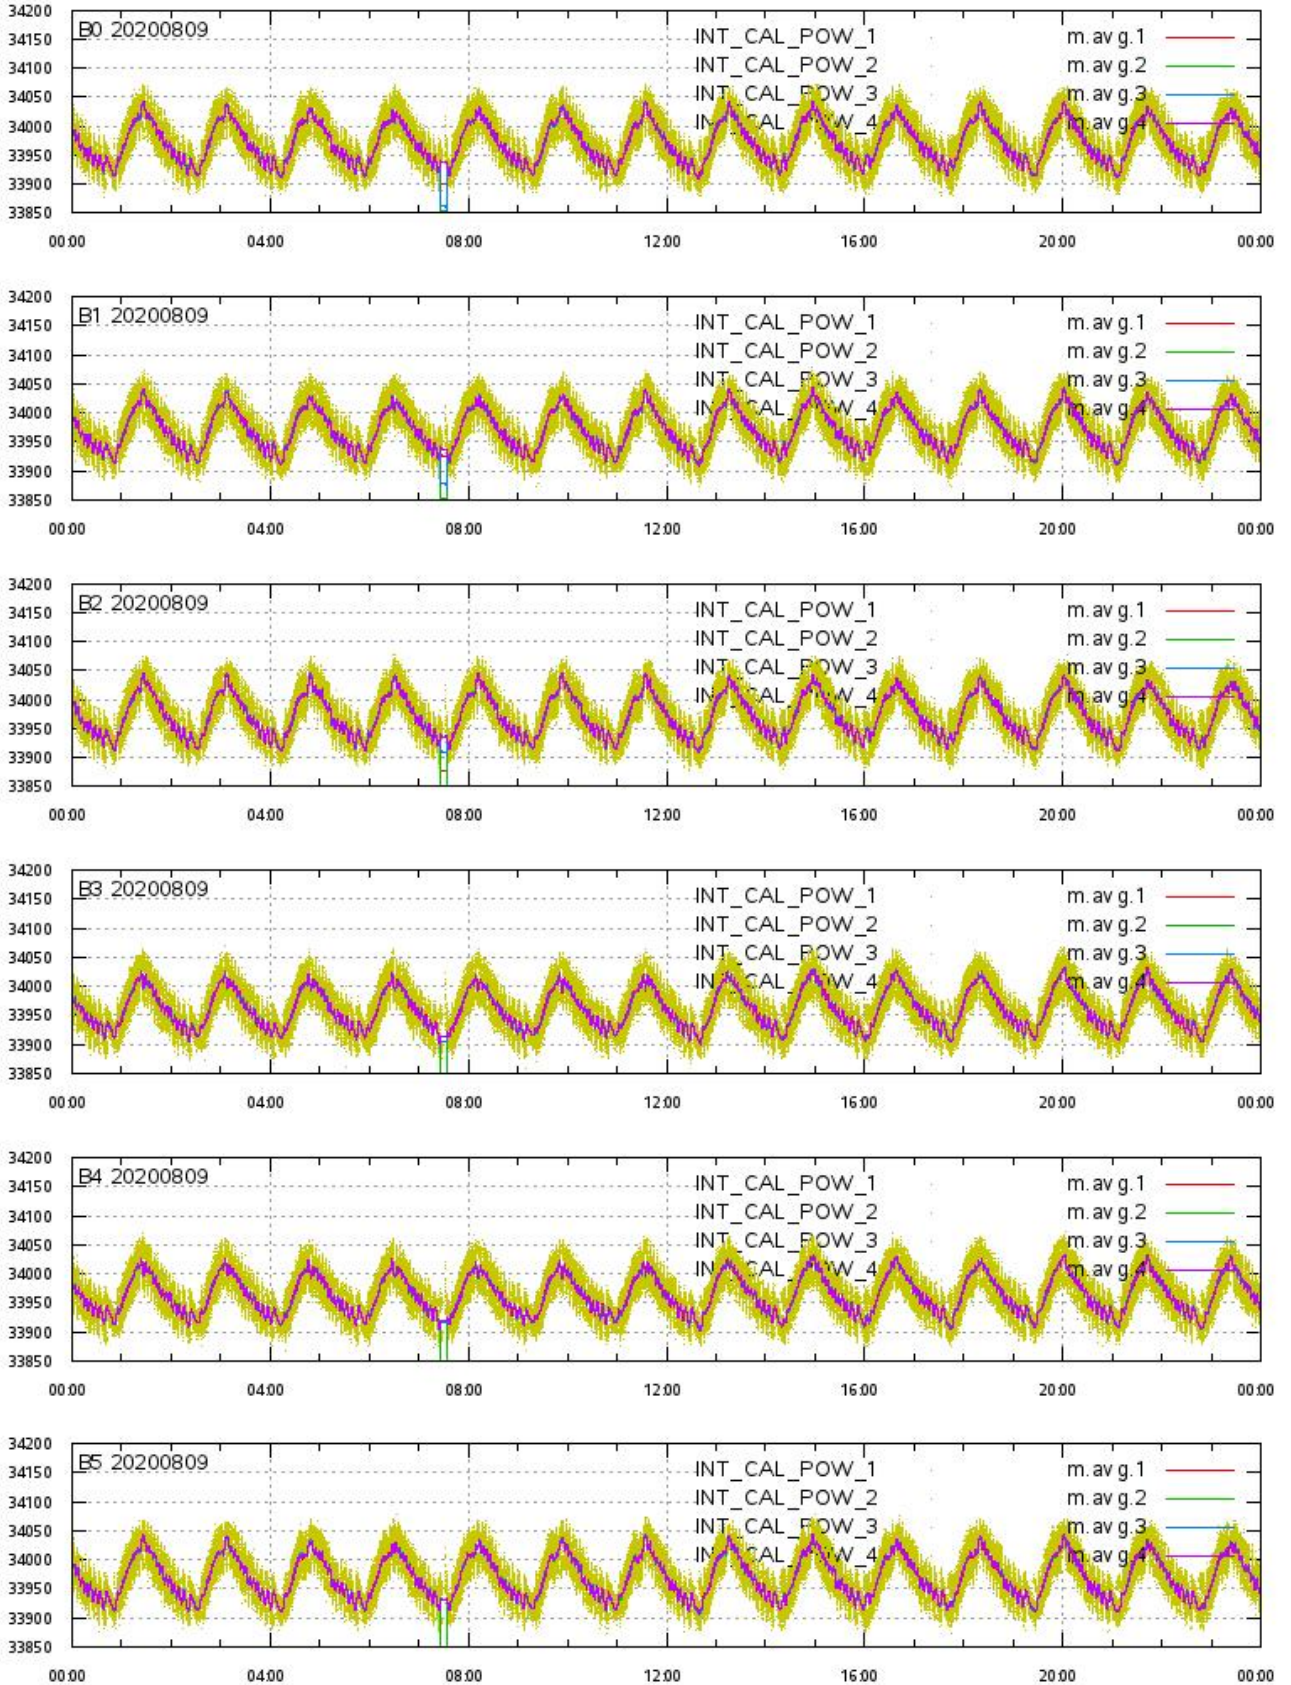 34200
B0 20200809 INT_CAL_POW_1 m.avg.1
34150
INT_CAL_POW_2 m.avg.2
34100
INT_CAL_POW_3 m.avg.3
34050
INT_CAL_POW_4 m.avg.4
34000
33950
33900
33850
00:00 04:00 08:00 12:00 16:00 20:00 00:00
34200
B1 20200809 INT_CAL_POW_1 m.avg.1
34150
INT_CAL_POW_2 m.avg.2
34100
INT_CAL_POW_3 m.avg.3
34050
INT_CAL_POW_4 m.avg.4
34000
33950
33900
33850
00:00 04:00 08:00 12:00 16:00 20:00 00:00
34200
B2 20200809 INT_CAL_POW_1 m.avg.1
34150
INT_CAL_POW_2 m.avg.2
34100
INT_CAL_POW_3 m.avg.3
34050
INT_CAL_POW_4 m.avg.4
34000
33950
33900
33850
00:00 04:00 08:00 12:00 16:00 20:00 00:00
34200
B3 20200809 INT_CAL_POW_1 m.avg.1
34150
INT_CAL_POW_2 m.avg.2
34100
INT_CAL_POW_3 m.avg.3
34050
INT_CAL_POW_4 m.avg.4
34000
33950
33900
33850
00:00 04:00 08:00 12:00 16:00 20:00 00:00
34200
B4 20200809 INT_CAL_POW_1 m.avg.1
34150
INT_CAL_POW_2 m.avg.2
34100
INT_CAL_POW_3 m.avg.3
34050
INT_CAL_POW_4 m.avg.4
34000
33950
33900
33850
00:00 04:00 08:00 12:00 16:00 20:00 00:00
34200
B5 20200809 INT_CAL_POW_1 m.avg.1
34150
INT_CAL_POW_2 m.avg.2
34100
INT_CAL_POW_3 m.avg.3
34050
INT_CAL_POW_4 m.avg.4
34000
33950
33900
33850
00:00 04:00 08:00 12:00 16:00 20:00 00:00